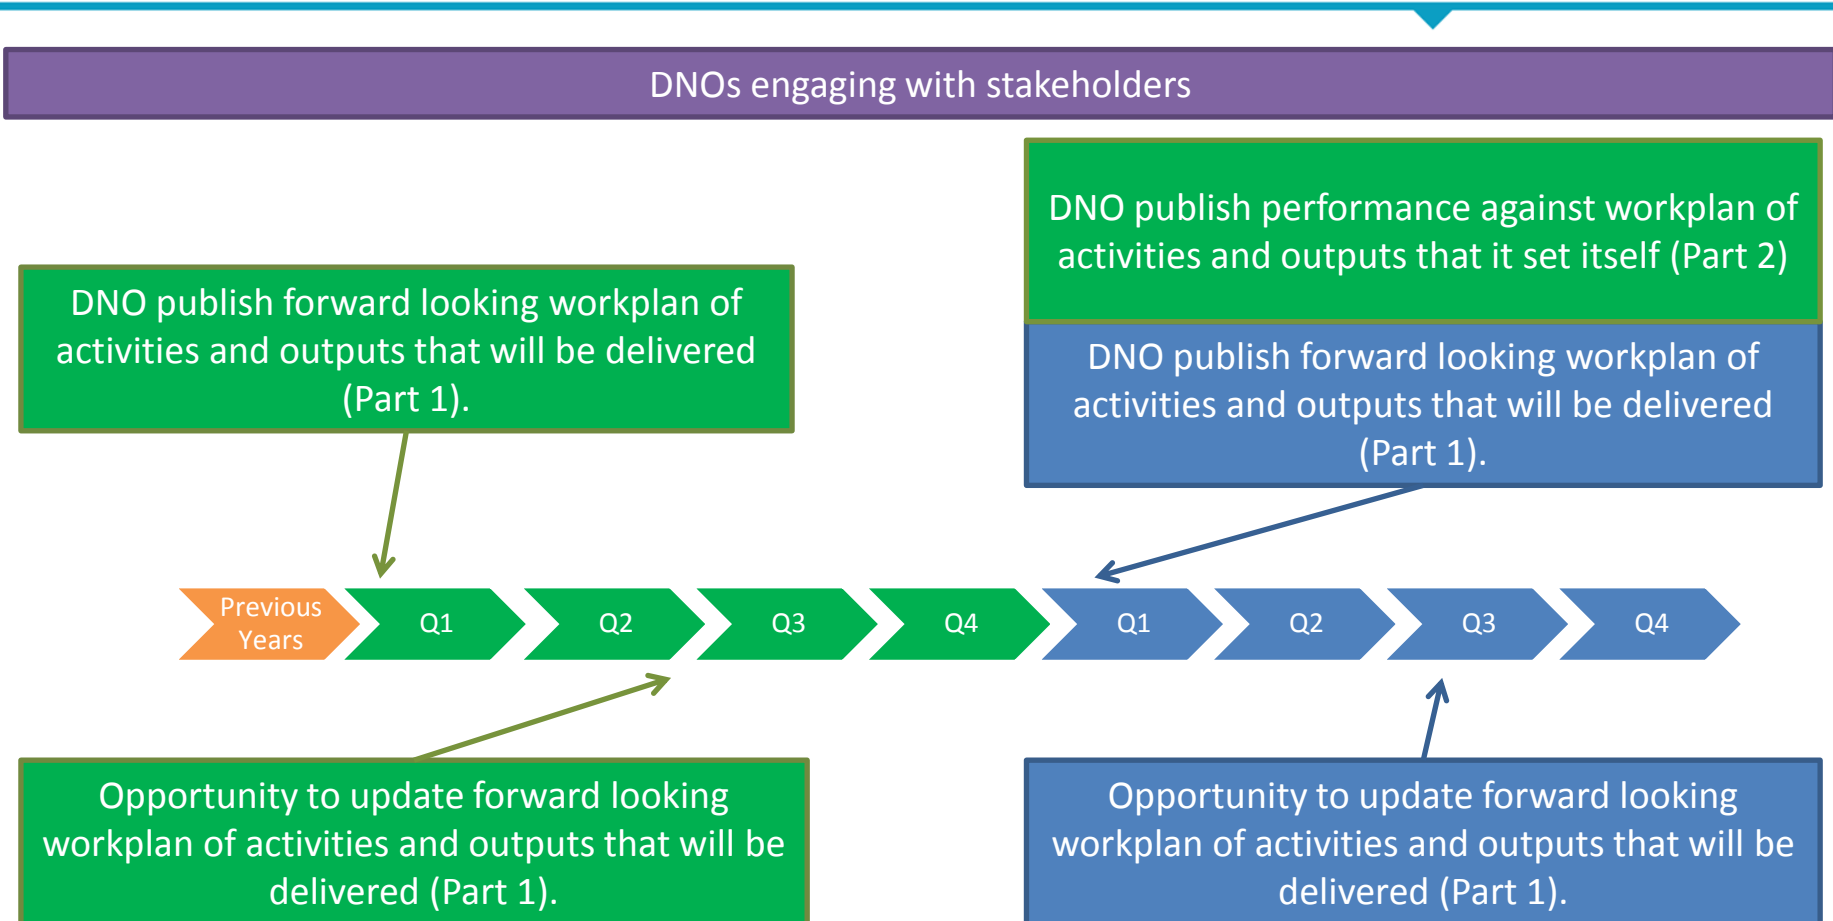 DNOs engaging with stakeholders
DNO publish performance against workplan of
activities and outputs that it set itself (Part 2)
DNO publish forward looking workplan of
activities and outputs that will be delivered
(Part 1).
DNO publish forward looking workplan of
activities and outputs that will be delivered
(Part 1).
Previous
Years
Q1
Q2
Q3
Q4
Q1
Q2
Q3
Q4
Opportunity to update forward looking
workplan of activities and outputs that will be
delivered (Part 1).
Opportunity to update forward looking
workplan of activities and outputs that will be
delivered (Part 1).